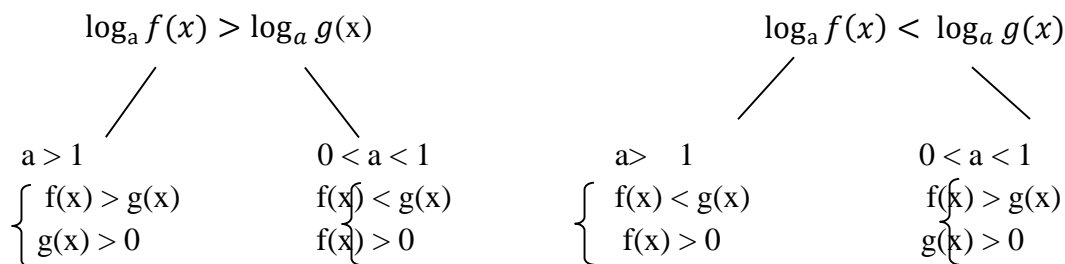 logₐ f(x) > logₐ g(x) logₐ f(x) < logₐ g(x)
a > 1 0 < a < 1 a> 1 0 < a < 1
f(x) > g(x) f(x) < g(x) f(x) < g(x) f(x) > g(x)
g(x) > 0 f(x) > 0 f(x) > 0 g(x) > 0